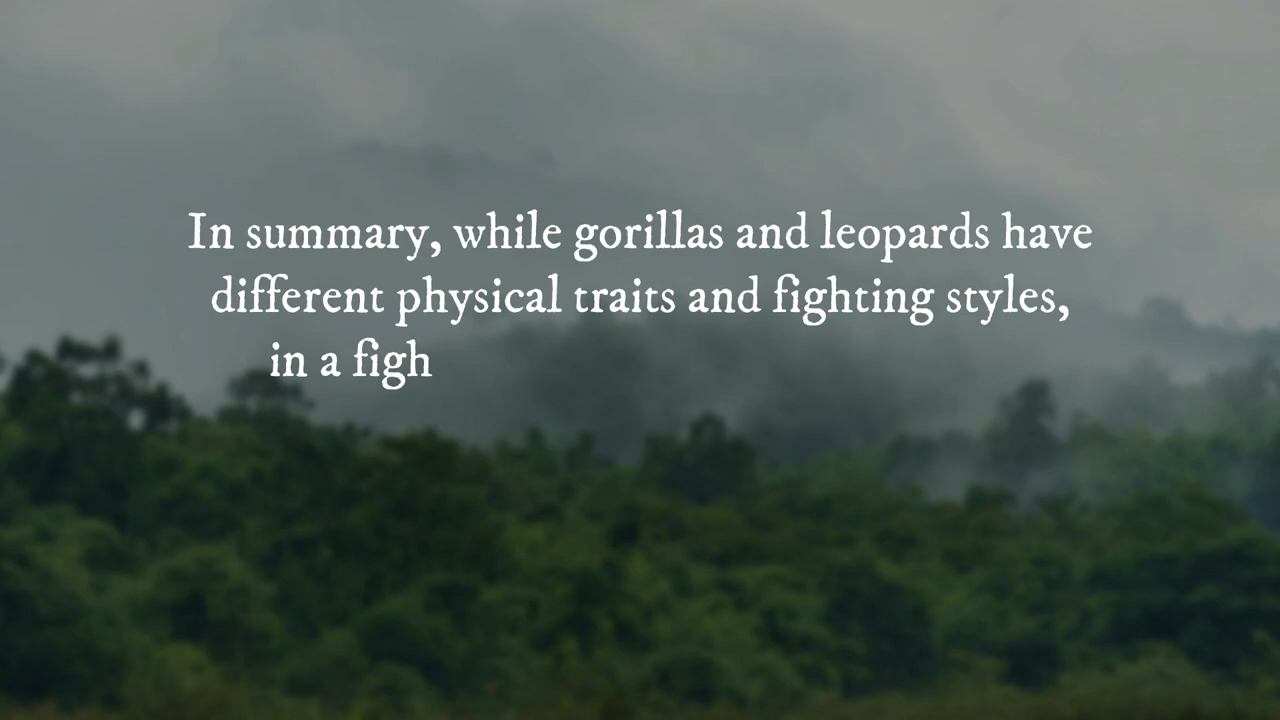 In summary, while gorillas and leopards have
different physical traits and fighting styles,
in a figh